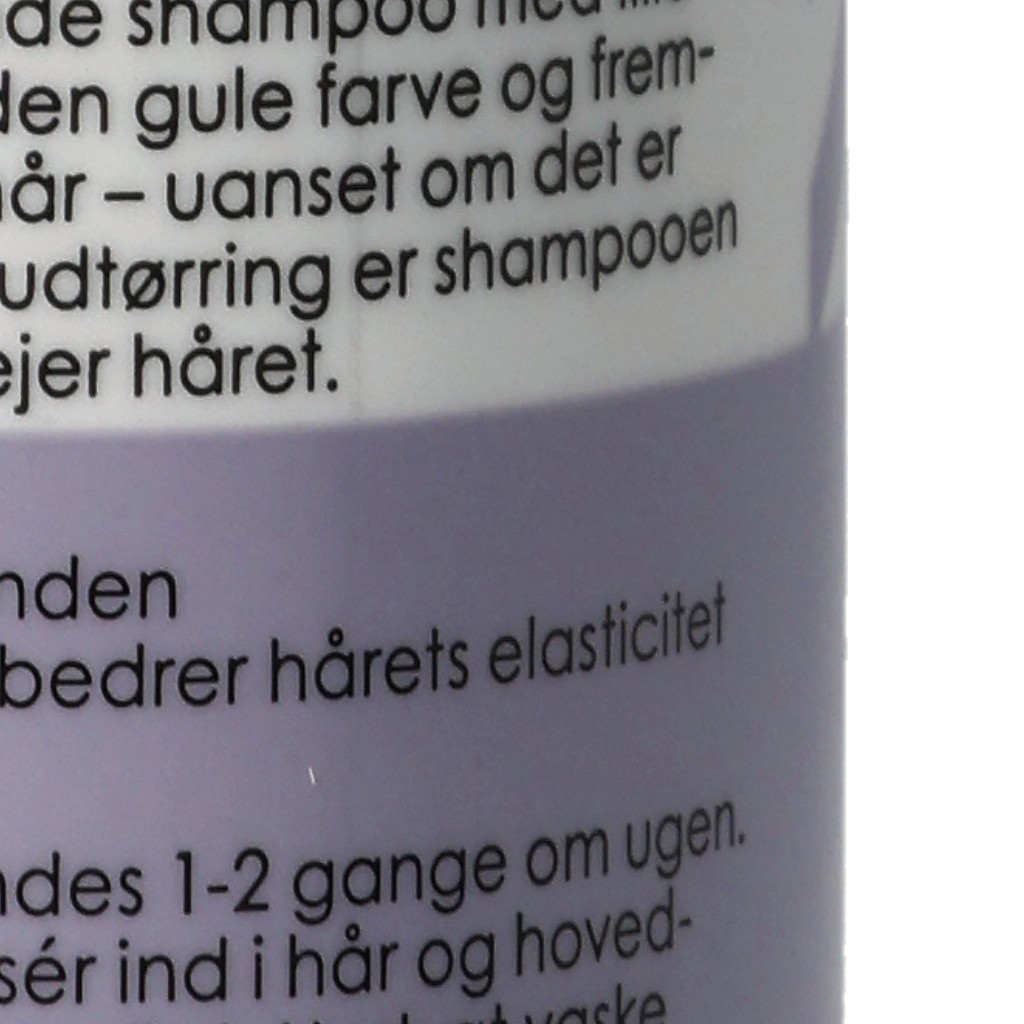 de shampoo med
den gule farve og frem-
hår – uanset om det er
udtørring er shampooen
ejer håret.
nden
bedrer hårets elasticitet
ndes 1-2 gange om ugen.
sér ind i hår og hoved-
vaske